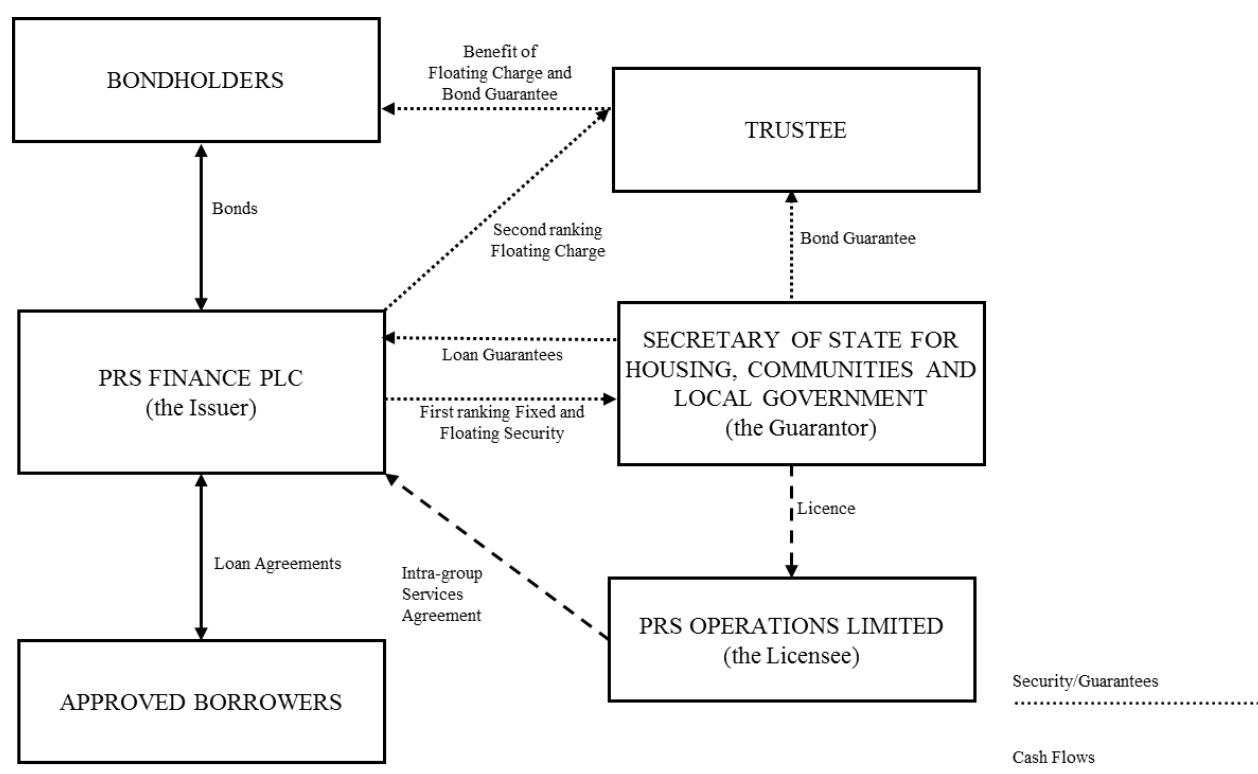 BONDHOLDERS
Benefit of
Floating Charge and
Bond Guarantee
TRUSTEE
Bonds
Second ranking
Floating Charge
Bond Guarantee
PRS FINANCE PLC
(the Issuer)
Loan Guarantees
First ranking Fixed and
Floating Security
SECRETARY OF STATE FOR
HOUSING, COMMUNITIES AND
LOCAL GOVERNMENT
(the Guarantor)
Licence
Loan Agreements
Intra-group
Services
Agreement
PRS OPERATIONS LIMITED
(the Licensee)
APPROVED BORROWERS
Security/Guarantees
Cash Flows